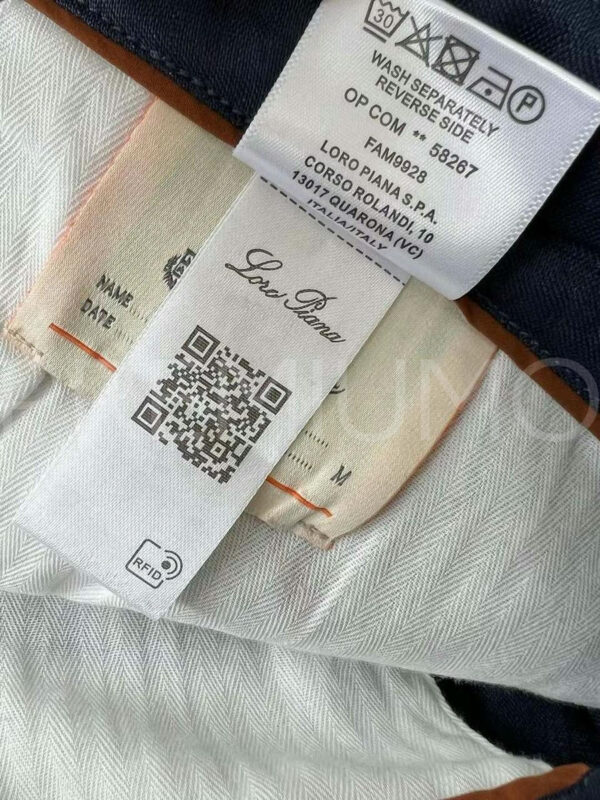 30
P
WASH SEPARATELY
REVERSE SIDE
OP COM ** 58267
FAM9928
LORO PIANA S.P.A.
CORSO ROLANDI, 10
13017 QUARONA (VC)
ITALIA/ITALY
Loro Piana
NAME
DATE
M
RFID